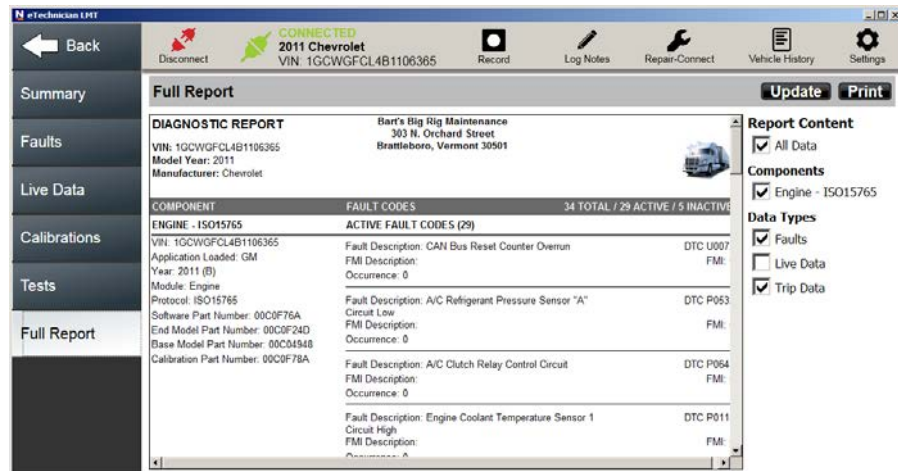 eTechnician LMT
Back
Disconnect
CONNECTED
2011 Chevrolet
VIN: 1GCWGFCL4B1106365
Record
Log Notes
Repair-Connect
Vehicle History
Settings
Summary
Faults
Live Data
Calibrations
Tests
Full Report
Full Report
Update
Print
DIAGNOSTIC REPORT
VIN: 1GCWGFCL4B1106365
Model Year: 2011
Manufacturer: Chevrolet
Bart's Big Rig Maintenance
303 N. Orchard Street
Brattleboro, Vermont 30501
COMPONENT FAULT CODES 34 TOTAL / 29 ACTIVE / 5 INACTIVE
ENGINE - ISO15765 ACTIVE FAULT CODES (29)
VIN: 1GCWGFCL4B1106365
Application Loaded: GM
Year: 2011 (B)
Module: Engine
Protocol: ISO15765
Software Part Number: 00C0F76A
End Model Part Number: 00C0F24D
Base Model Part Number: 00C04948
Calibration Part Number: 00C0F78A
Fault Description: CAN Bus Reset Counter Overrun DTC U007
FMI Description: FMI:
Occurrence: 0
Fault Description: A/C Refrigerant Pressure Sensor "A" DTC P053
Circuit Low
FMI Description: FMI:
Occurrence: 0
Fault Description: A/C Clutch Relay Control Circuit DTC P064
FMI Description: FMI:
Occurrence: 0
Fault Description: Engine Coolant Temperature Sensor 1 DTC P011
Circuit High
FMI Description: FMI:
Report Content
All Data
Components
Engine - ISO15765
Data Types
Faults
Live Data
Trip Data